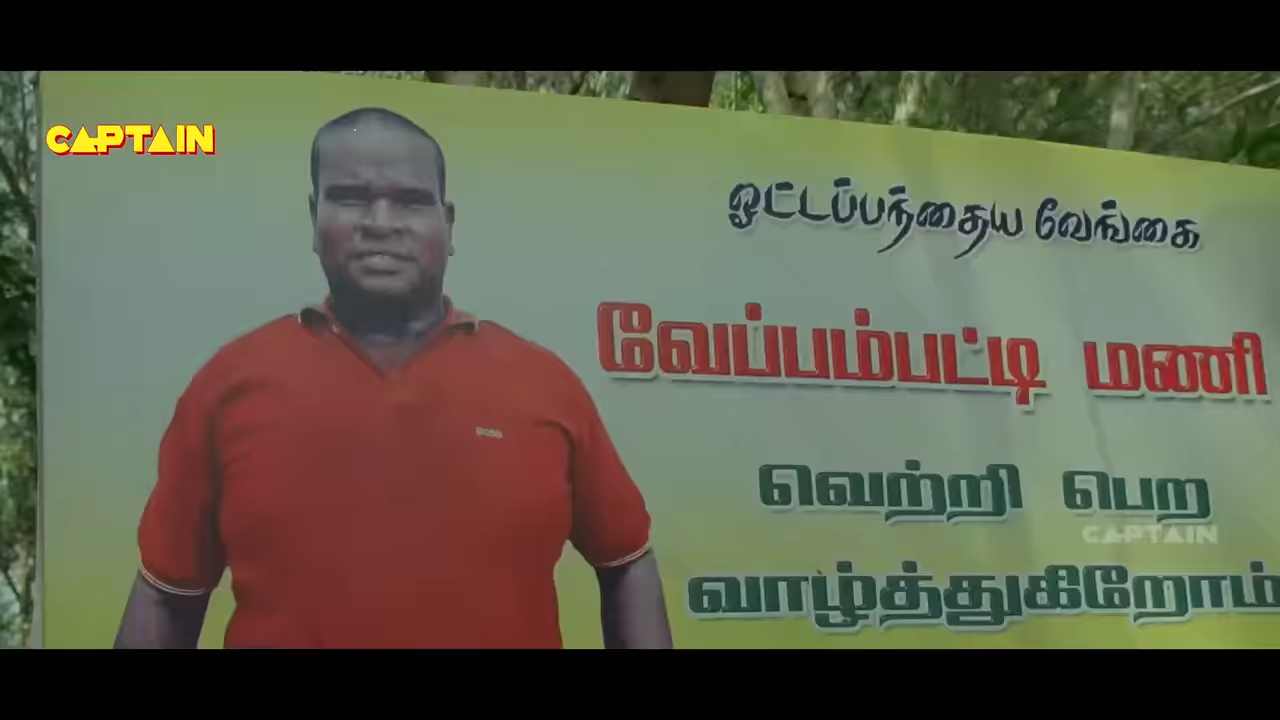 CAPTAIN
ஓட்டப்பந்தைய வேங்கை
வேப்பம்பட்டி மணி
வெற்றி பெற
CAPTAIN
வாழ்த்துகிறோம்